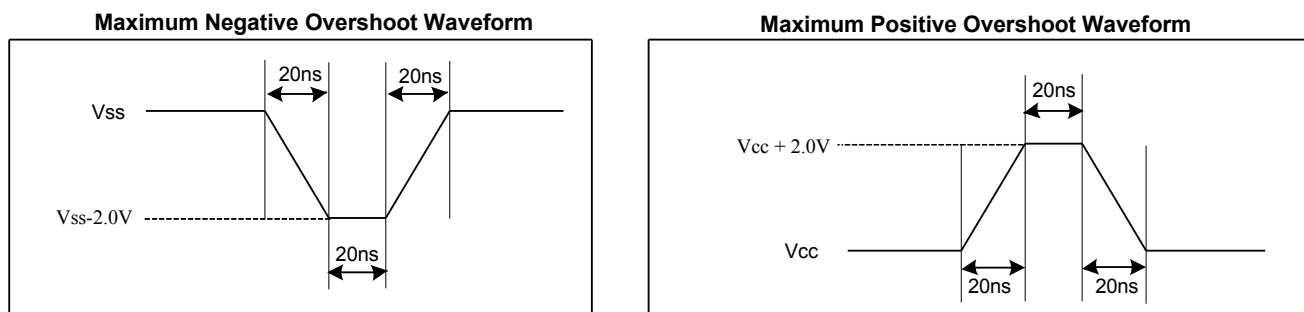 Maximum Negative Overshoot Waveform
20ns
20ns
Vss
Vss-2.0V
20ns
Maximum Positive Overshoot Waveform
20ns
Vcc + 2.0V
Vcc
20ns
20ns